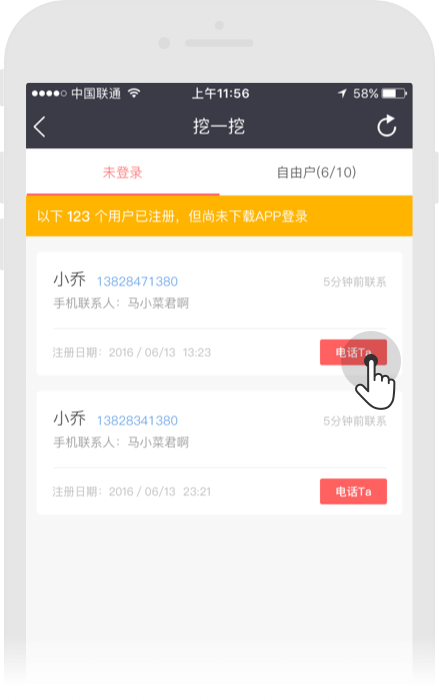 中国联通 上午11:56 58%
挖一挖
未登录 自由户(6/10)
以下 123 个用户已注册，但尚未下载APP登录
小乔 13828471380 5分钟前联系
手机联系人：马小菜君啊
注册日期：2016 / 06/13 13:23 电话Ta
小乔 13828341380 5分钟前联系
手机联系人：马小菜君啊
注册日期：2016 / 06/13 23:21 电话Ta